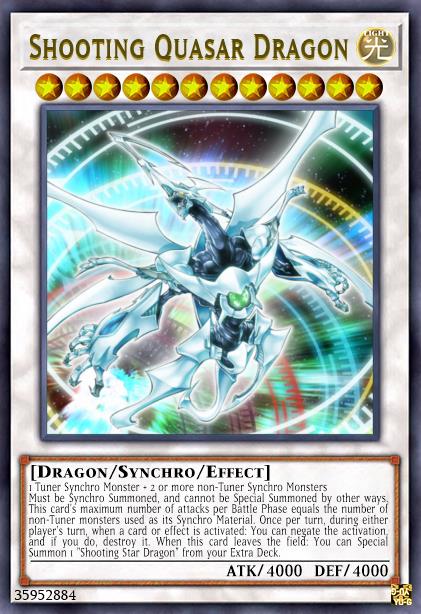 SHOOTING QUASAR DRAGON
LIGHT
光
[DRAGON/SYNCHRO/EFFECT]
1 Tuner Synchro Monster + 2 or more non-Tuner Synchro Monsters
Must be Synchro Summoned, and cannot be Special Summoned by other ways.
This card's maximum number of attacks per Battle Phase equals the number of
non-Tuner monsters used as its Synchro Material. Once per turn, during either
player's turn, when a card or effect is activated: You can negate the activation,
and if you do, destroy it. When this card leaves the field: You can Special
Summon 1 "Shooting Star Dragon" from your Extra Deck.
ATK/4000 DEF/4000
35952884